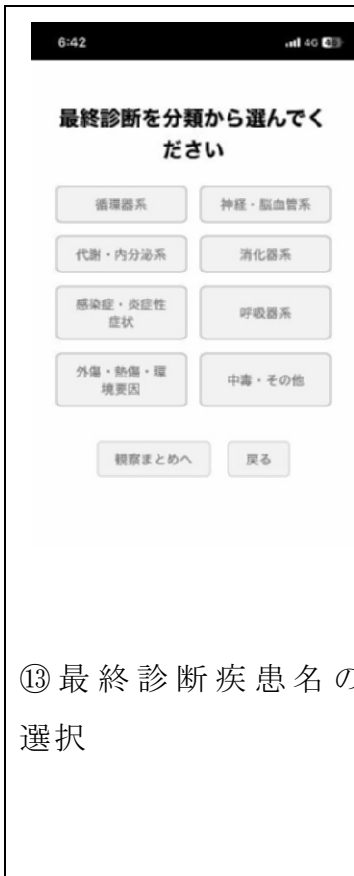 6:42 4G 43
最終診断を分類から選んでく
ださい
循環器系 神経・脳血管系
代謝・内分泌系 消化器系
感染症・炎症性
症状
呼吸器系
外傷・熱傷・環
境要因
中毒・その他
観察まとめへ 戻る
⑬最終診断疾患名の
選択